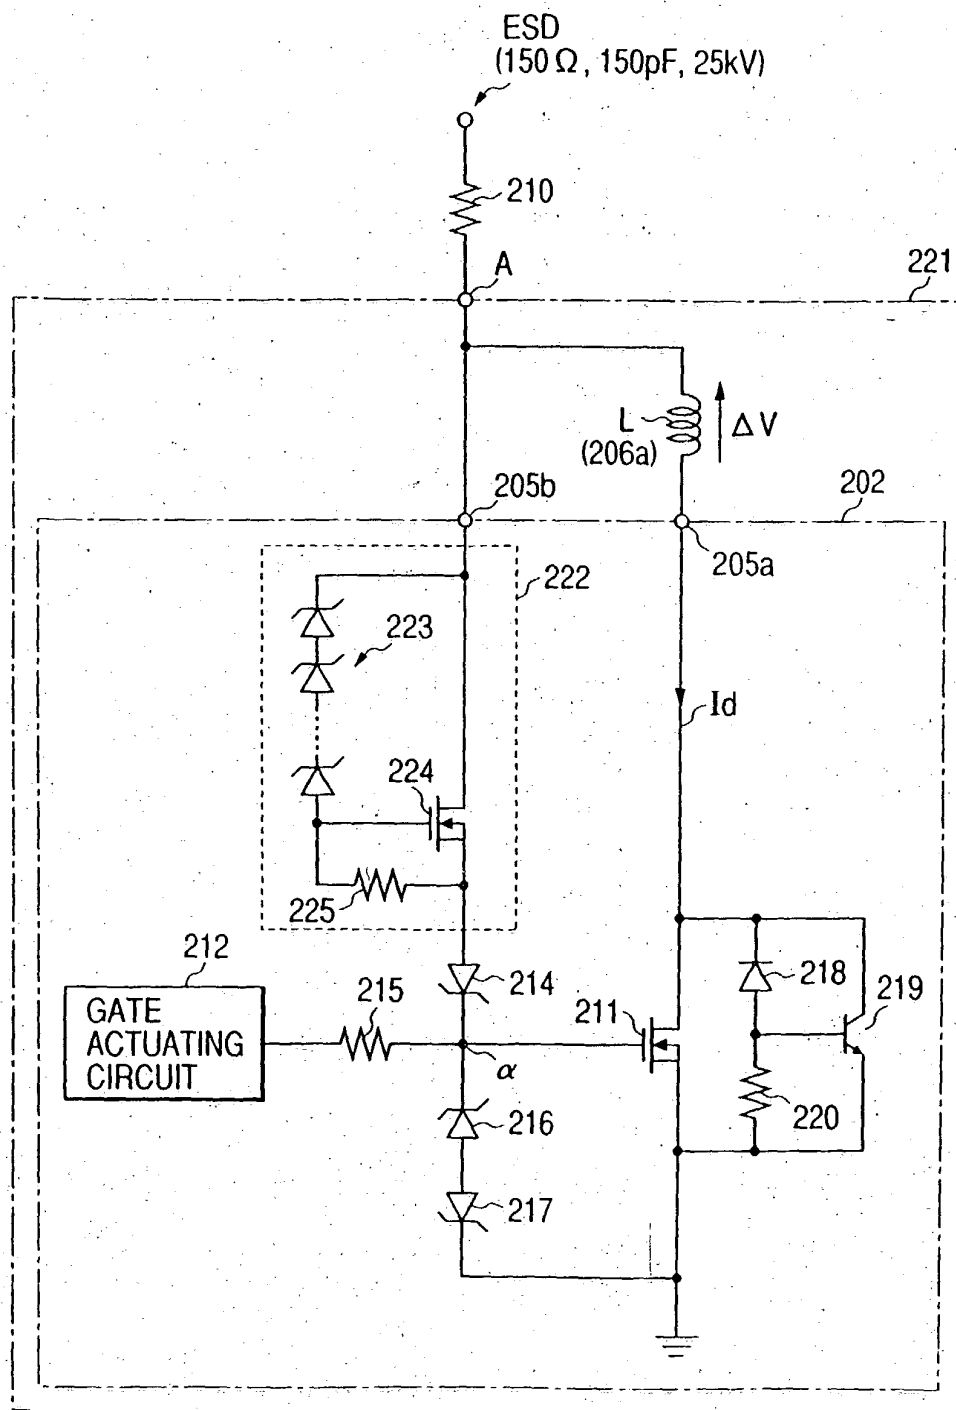 ESD
(150Ω, 150pF, 25kV)
210
A
221
L
(206a)
ΔV
205b
202
205a
222
223
Id
224
225
212
GATE
ACTUATING
CIRCUIT
215
214
211
218
219
α
216
220
217